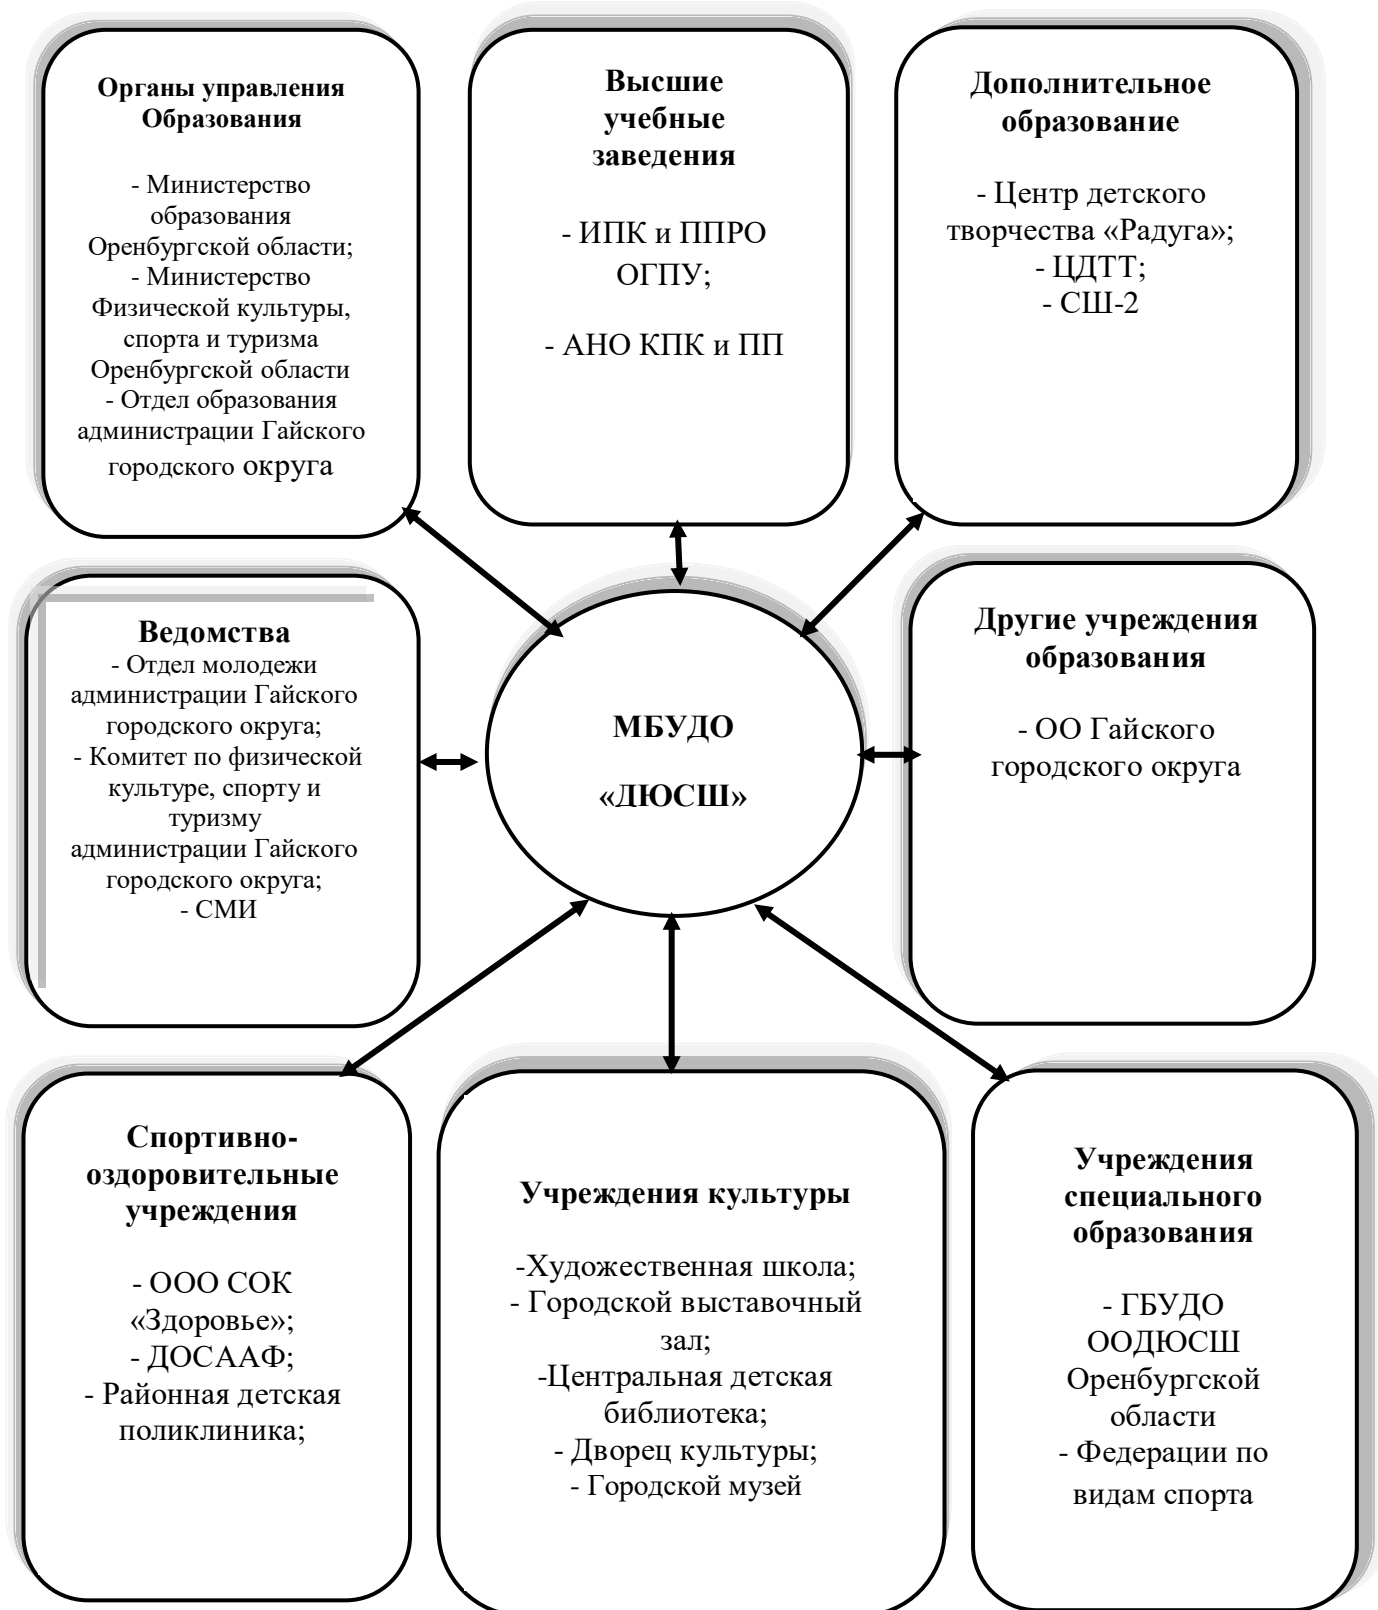 Органы управления
Образования
- Министерство
образования
Оренбургской области;
- Министерство
Физической культуры,
спорта и туризма
Оренбургской области
- Отдел образования
администрации Гайского
городского округа
Высшие
учебные
заведения
- ИПК и ППРО
ОГПУ;
- АНО КПК и ПП
Дополнительное
образование
- Центр детского
творчества «Радуга»;
- ЦДТТ;
- СШ-2
Ведомства
- Отдел молодежи
администрации Гайского
городского округа;
- Комитет по физической
культуре, спорту и
туризму
администрации Гайского
городского округа;
- СМИ
МБУДО
«ДЮСШ»
Другие учреждения
образования
- ОО Гайского
городского округа
Спортивно-
оздоровительные
учреждения
- ООО СОК
«Здоровье»;
- ДОСААФ;
- Районная детская
поликлиника;
Учреждения культуры
-Художественная школа;
- Городской выставочный
зал;
-Центральная детская
библиотека;
- Дворец культуры;
- Городской музей
Учреждения
специального
образования
- ГБУДО
ООДЮСШ
Оренбургской
области
- Федерации по
видам спорта